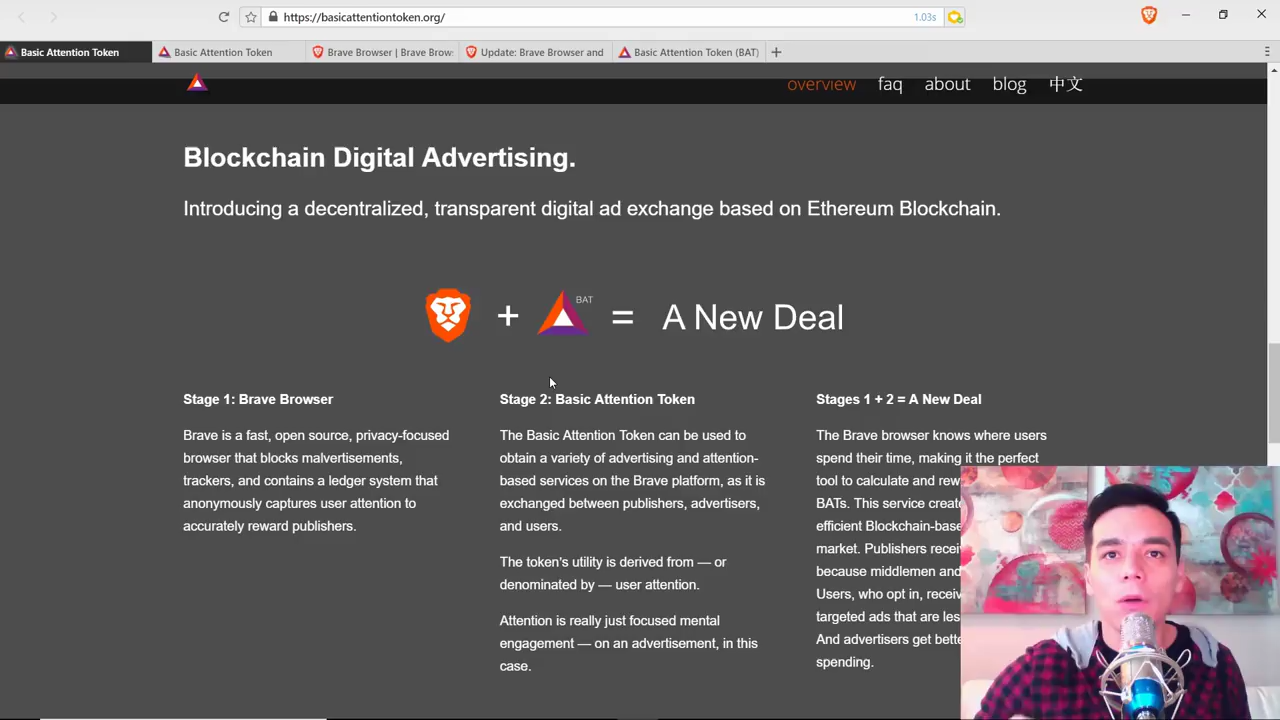 https://basicattentiontoken.org/
1.03s
Basic Attention Token
Basic Attention Token
Brave Browser | Brave Brow
Update: Brave Browser and
Basic Attention Token (BAT)
overview faq about blog 中文
Blockchain Digital Advertising.
Introducing a decentralized, transparent digital ad exchange based on Ethereum Blockchain.
+ BAT = A New Deal
Stage 1: Brave Browser
Brave is a fast, open source, privacy-focused
browser that blocks malvertisements,
trackers, and contains a ledger system that
anonymously captures user attention to
accurately reward publishers.
Stage 2: Basic Attention Token
The Basic Attention Token can be used to
obtain a variety of advertising and attention-
based services on the Brave platform, as it is
exchanged between publishers, advertisers,
and users.
The token's utility is derived from — or
denominated by — user attention.
Attention is really just focused mental
engagement — on an advertisement, in this
case.
Stages 1 + 2 = A New Deal
The Brave browser knows where users
spend their time, making it the perfect
tool to calculate and rew
BATs. This service create
efficient Blockchain-base
market. Publishers recei
because middlemen and
Users, who opt in, receiv
targeted ads that are les
And advertisers get bette
spending.